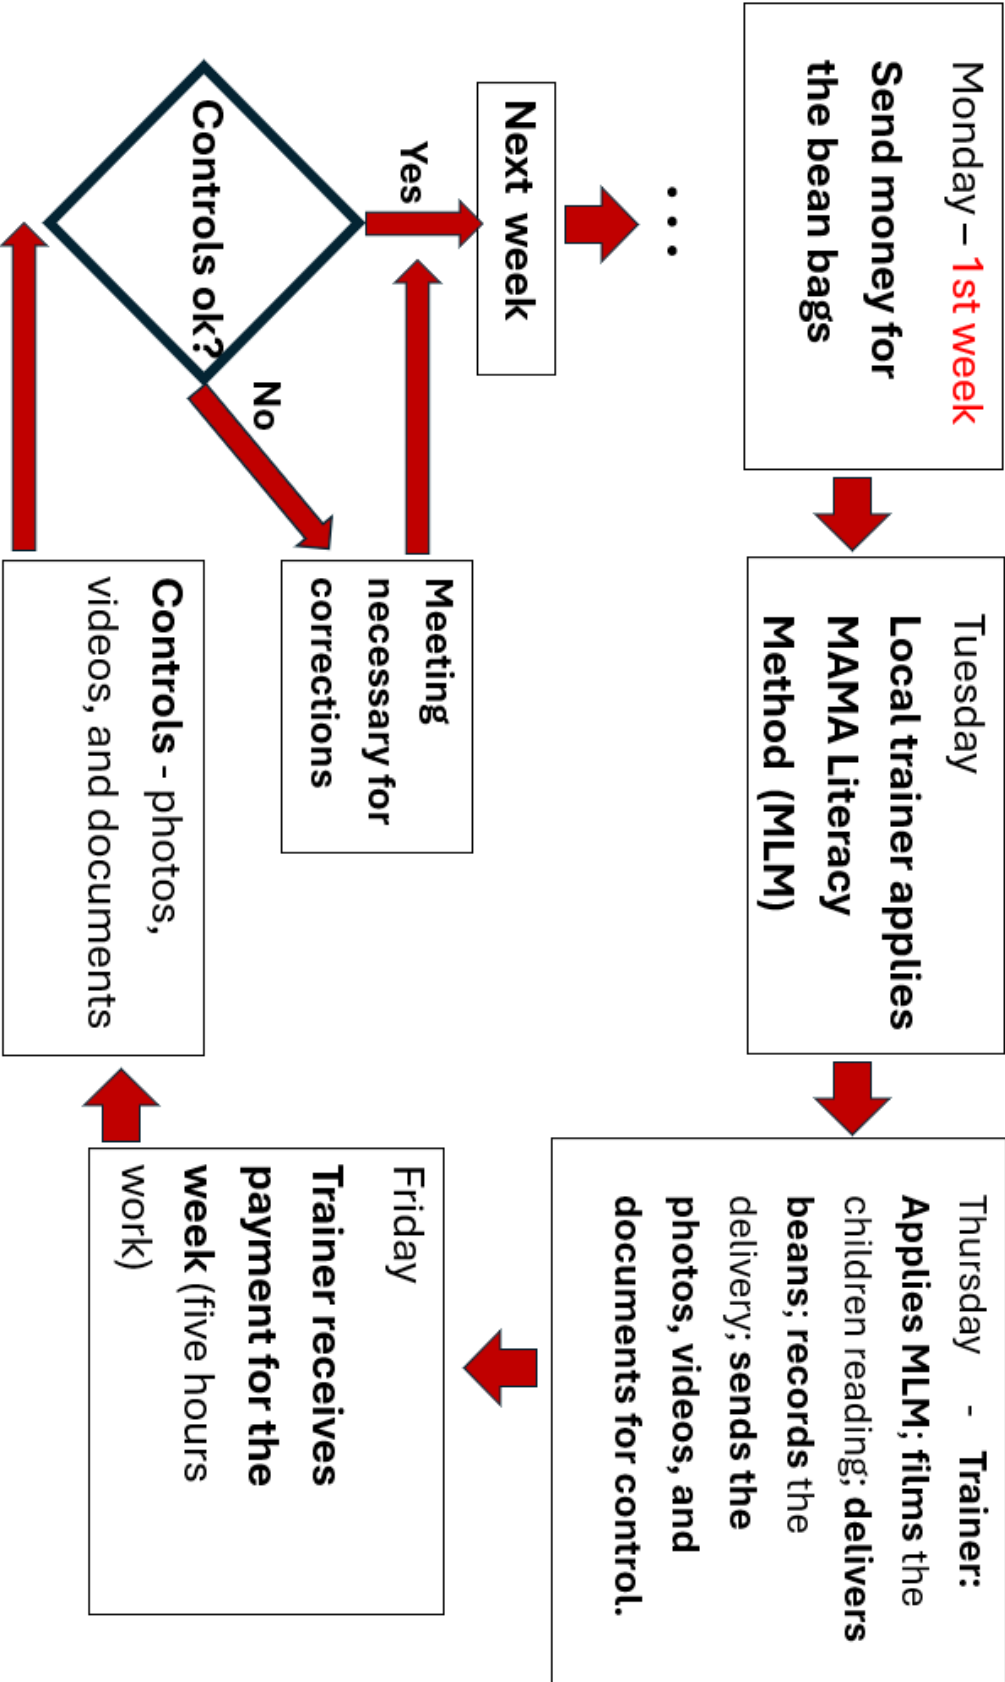 Monday – 1st week
Send money for
the bean bags
Tuesday
Local trainer applies
MAMA Literacy
Method (MLM)
Thursday - Trainer:
Applies MLM; films the
children reading; delivers
beans; records the
delivery; sends the
photos, videos, and
documents for control.
Friday
Trainer receives
payment for the
week (five hours
work)
Controls - photos,
videos, and documents
Controls ok?
No
Meeting
necessary for
corrections
Yes
Next week
...